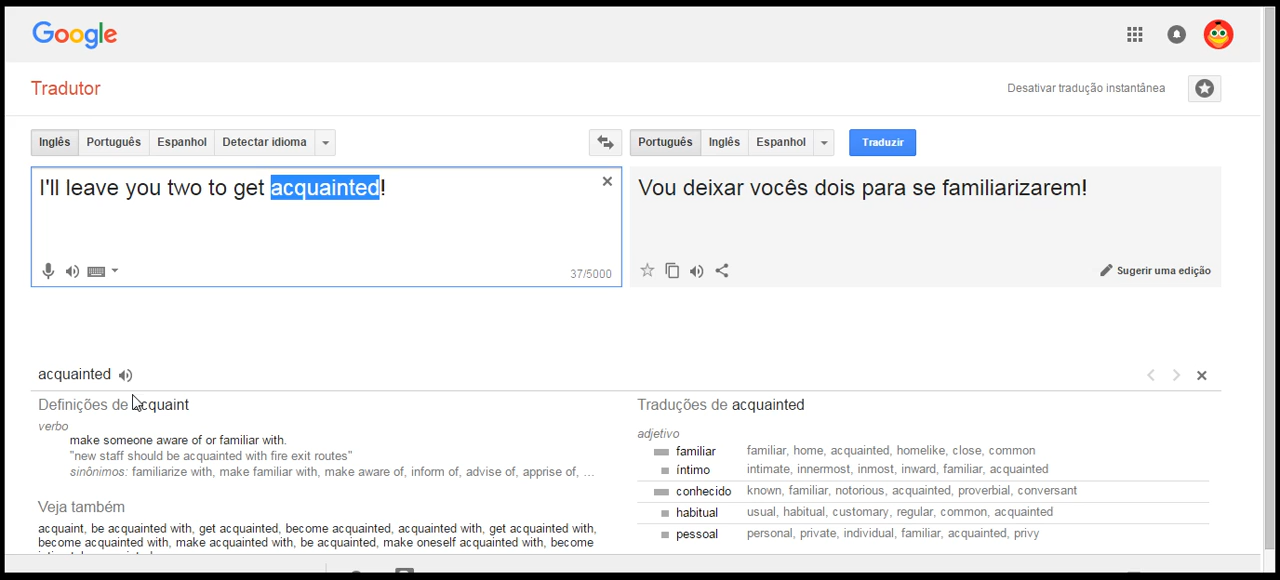 Google
Tradutor
Desativar tradução instantânea
Inglês Português Espanhol Detectar idioma
Português Inglês Espanhol Traduzir
I'll leave you two to get acquainted!
Vou deixar vocês dois para se familiarizarem!
37/5000
Sugerir uma edição
acquainted
Definições de acquaint
verbo
make someone aware of or familiar with.
"new staff should be acquainted with fire exit routes"
sinônimos: familiarize with, make familiar with, make aware of, inform of, advise of, apprise of, ...
Veja também
acquaint, be acquainted with, get acquainted, become acquainted, acquainted with, get acquainted with,
become acquainted with, make acquainted with, be acquainted, make oneself acquainted with, become
Traduções de acquainted
adjetivo
familiar familiar, home, acquainted, homelike, close, common
íntimo intimate, innermost, inmost, inward, familiar, acquainted
conhecido known, familiar, notorious, acquainted, proverbial, conversant
habitual usual, habitual, customary, regular, common, acquainted
pessoal personal, private, individual, familiar, acquainted, privy